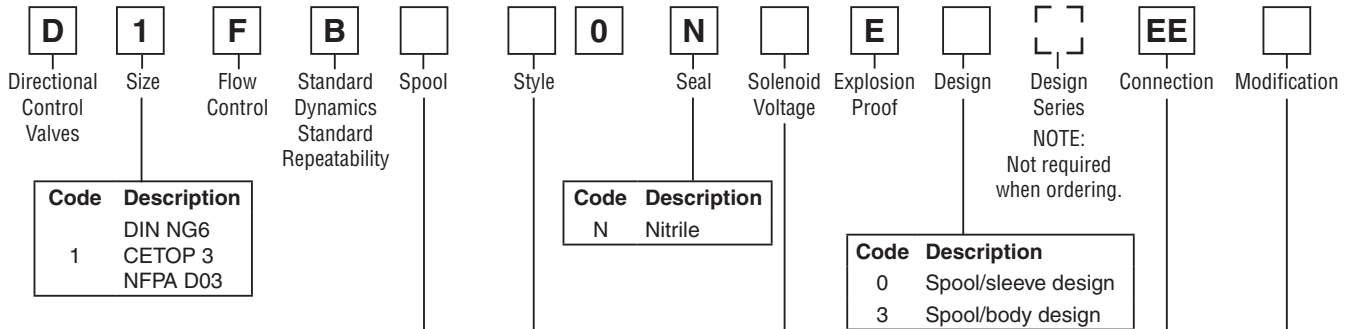 D 1 F B 0 N E EE
Directional Control Valves
Size
Flow Control
Standard Dynamics Standard Repeatability
Spool
Style
Seal
Solenoid Voltage
Explosion Proof
Design
Design Series
NOTE:
Not required
when ordering.
Connection
Modification
Code Description
1 DIN NG6
CETOP 3
NFPA D03
Code Description
N Nitrile
Code Description
0 Spool/sleeve design
3 Spool/body design